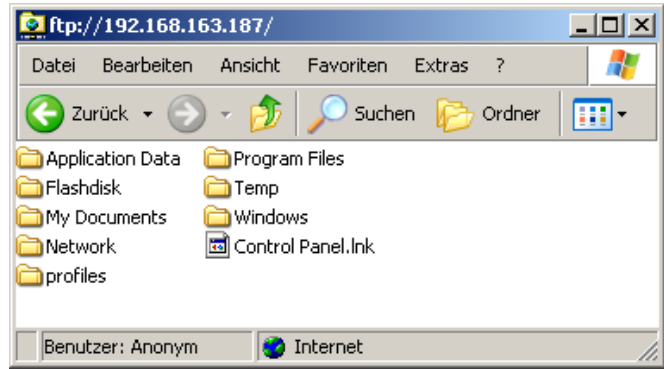 ftp://192.168.163.187/
Datei Bearbeiten Ansicht Favoriten Extras ?
Zurück Suchen Ordner
Application Data Program Files
Flashdisk Temp
My Documents Windows
Network Control Panel.lnk
profiles
Benutzer: Anonym Internet